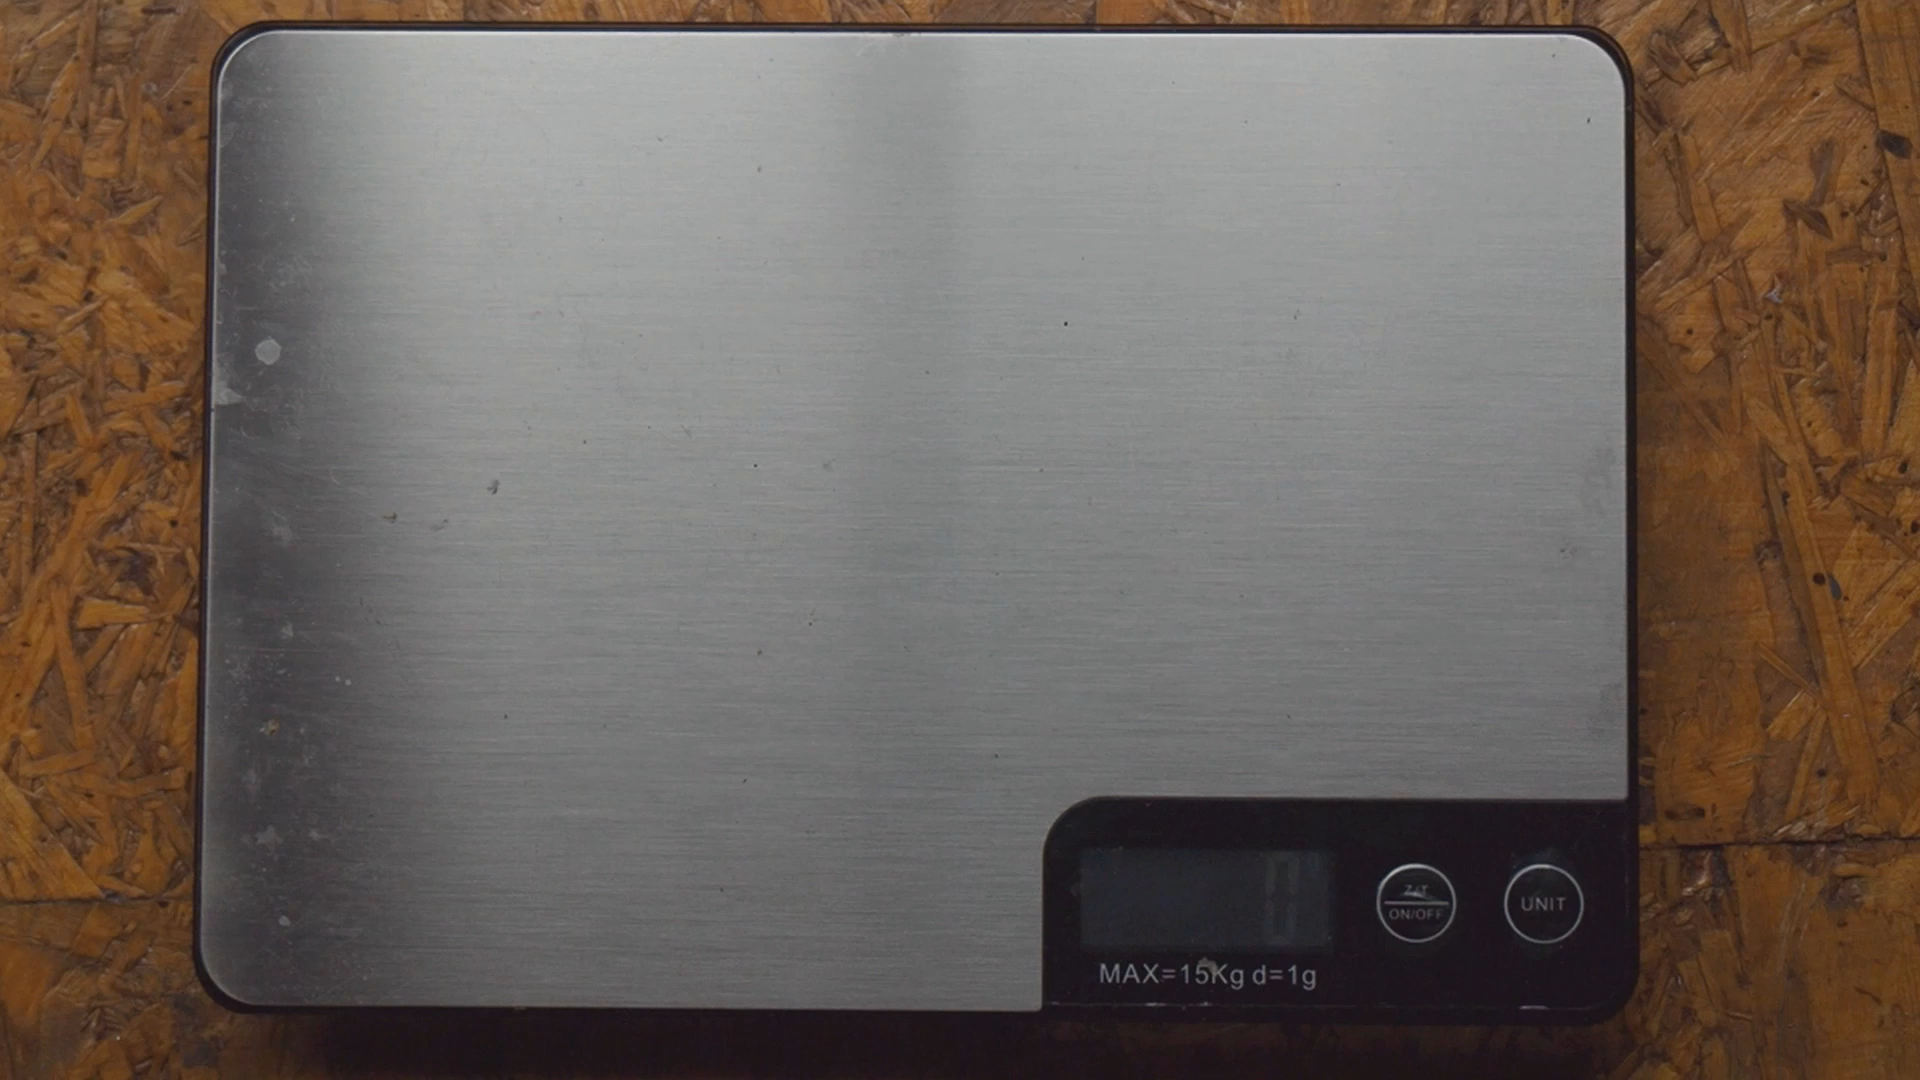 Z/T
ON/OFF
UNIT
MAX=15Kg d=1g